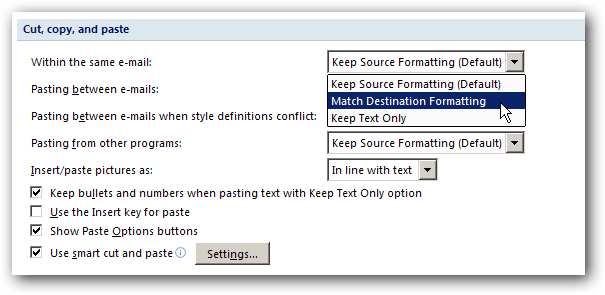 Cut, copy, and paste
Within the same e-mail: Keep Source Formatting (Default)
Keep Source Formatting (Default)
Pasting between e-mails:
Match Destination Formatting
Pasting between e-mails when style definitions conflict: Keep Text Only
Pasting from other programs: Keep Source Formatting (Default)
Insert/paste pictures as: In line with text
Keep bullets and numbers when pasting text with Keep Text Only option
Use the Insert key for paste
Show Paste Options buttons
Use smart cut and paste Settings...